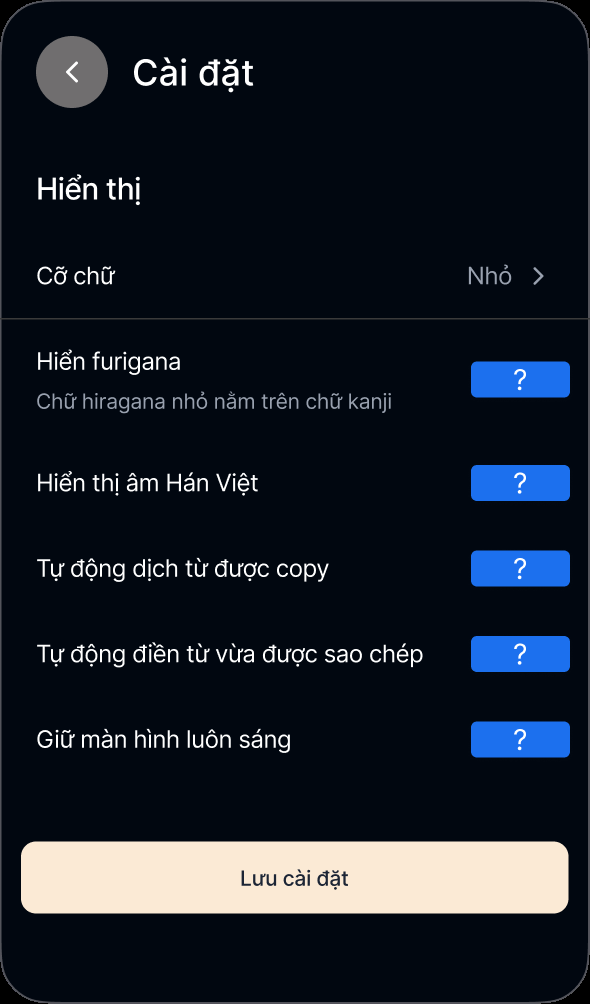 Cài đặt
Hiển thị
Cỡ chữ Nhỏ
Hiển furigana
Chữ hiragana nhỏ nằm trên chữ kanji
?
Hiển thị âm Hán Việt ?
Tự động dịch từ được copy ?
Tự động điền từ vừa được sao chép ?
Giữ màn hình luôn sáng ?
Lưu cài đặt